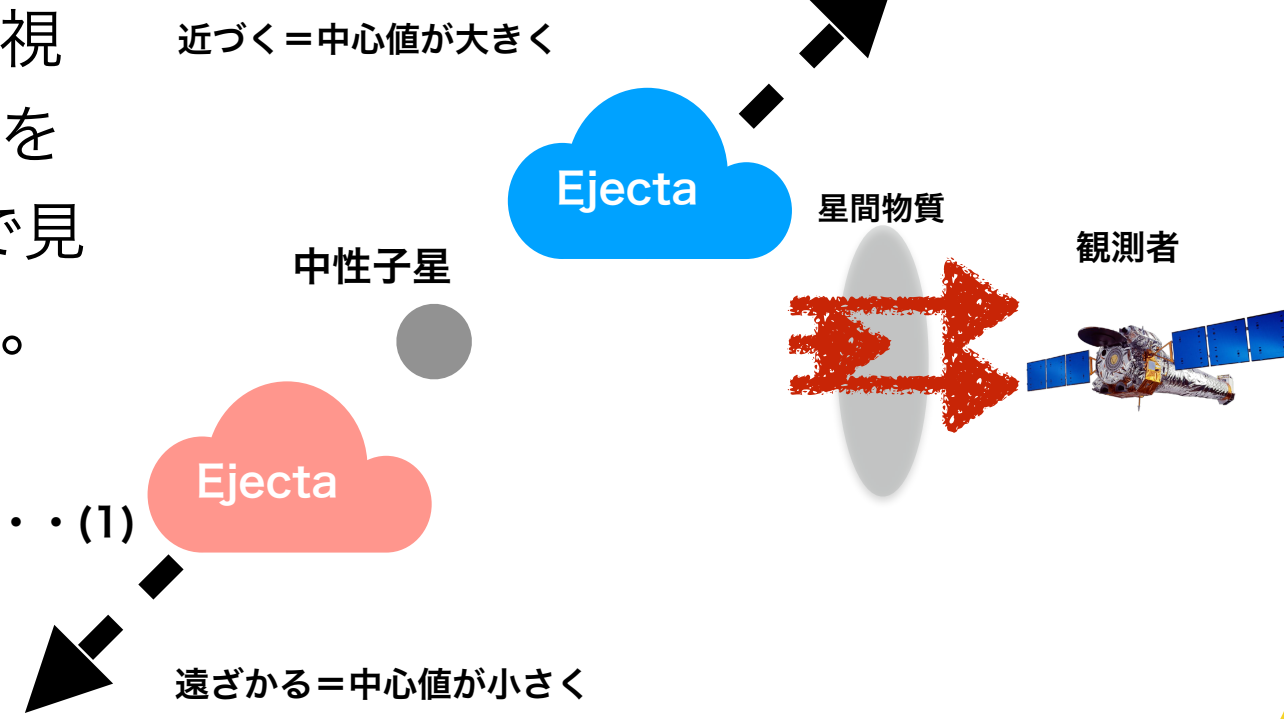 視
を
で見
。
・・(1)
近づく＝中心値が大きく
Ejecta
星間物質
観測者
中性子星
Ejecta
遠ざかる＝中心値が小さく